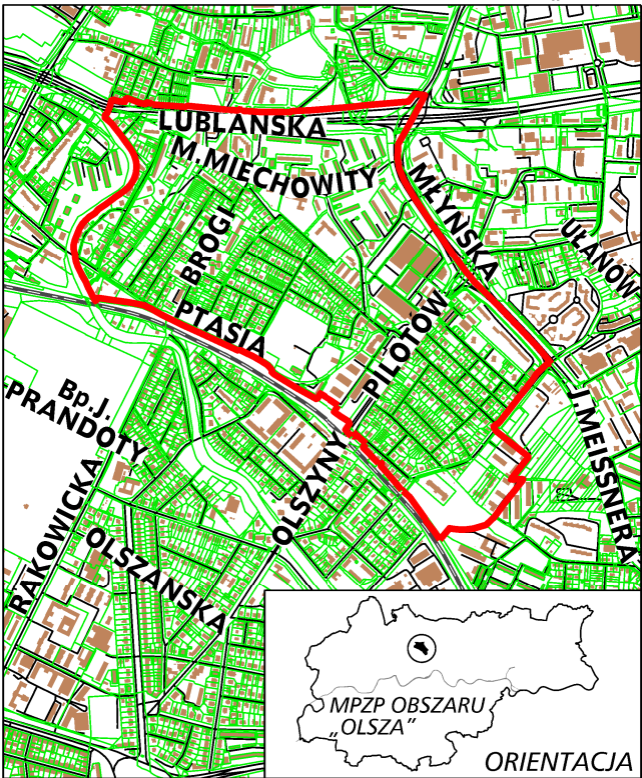 LUBLAŃSKA
M.MIECHOWITY
MŁYŃSKA
UŁANÓW
BROGI
PTASIA
PILOTÓW
Bp.J.
PRANDOTY
J.MEISSNERA
OLSZYNY
RAKOWICKA
OLSZAŃSKA
MPZP OBSZARU
„OLSZA”
ORIENTACJA